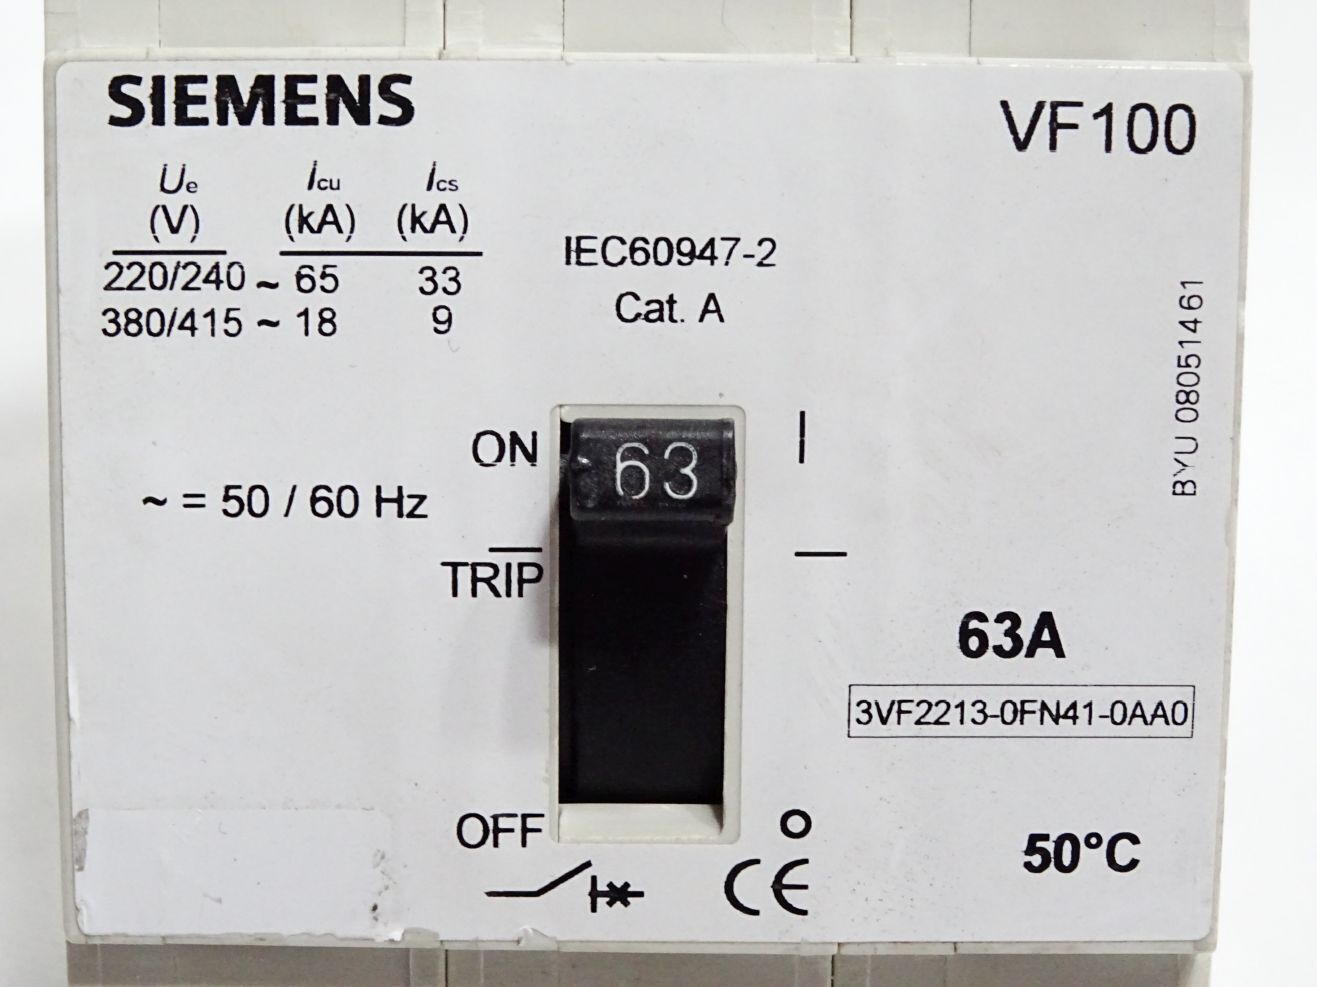 SIEMENS
VF100
Ue Icu Ics
(V) (kA) (kA)
220/240 ~ 65 33
380/415 ~ 18 9
IEC60947-2
Cat. A
BYU 08051461
ON
63
I
~ = 50 / 60 Hz
TRIP
63A
3VF2213-0FN41-0AA0
OFF
O
50°C
CE